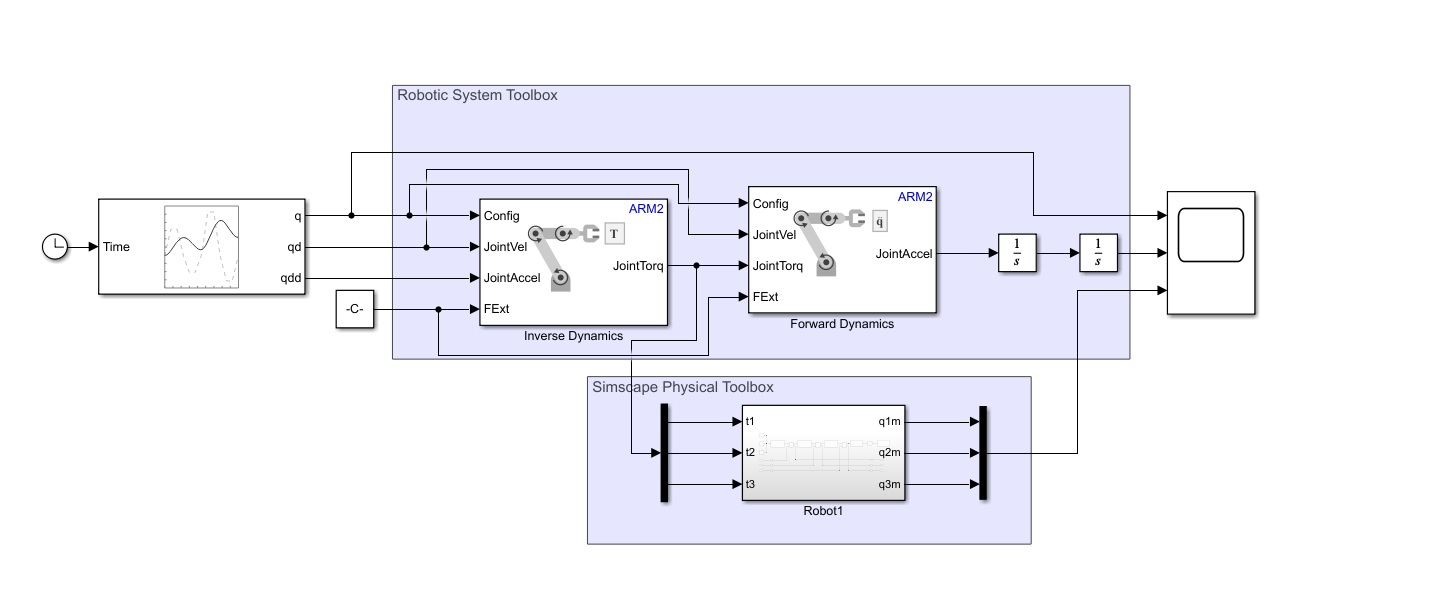 Robotic System Toolbox
Time
q
qd
qdd
-C-
ARM2
Config
JointVel
JointAccel
FExt
T
JointTorq
Inverse Dynamics
ARM2
Config
JointVel
JointTorq
FExt
q̈
JointAccel
Forward Dynamics
1
s
1
s
Simscape Physical Toolbox
t1
t2
t3
q1m
q2m
q3m
Robot1